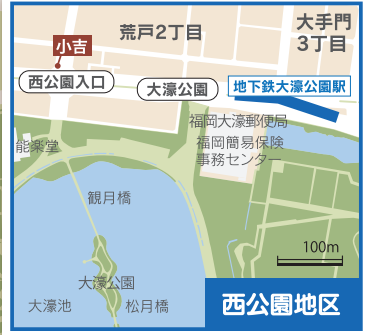 荒戸2丁目
大手門
3丁目
小吉
西公園入口
大濠公園
地下鉄大濠公園駅
福岡大濠郵便局
福岡簡易保険
事務センター
能楽堂
観月橋
大濠公園
大濠池
松月橋
100m
西公園地区